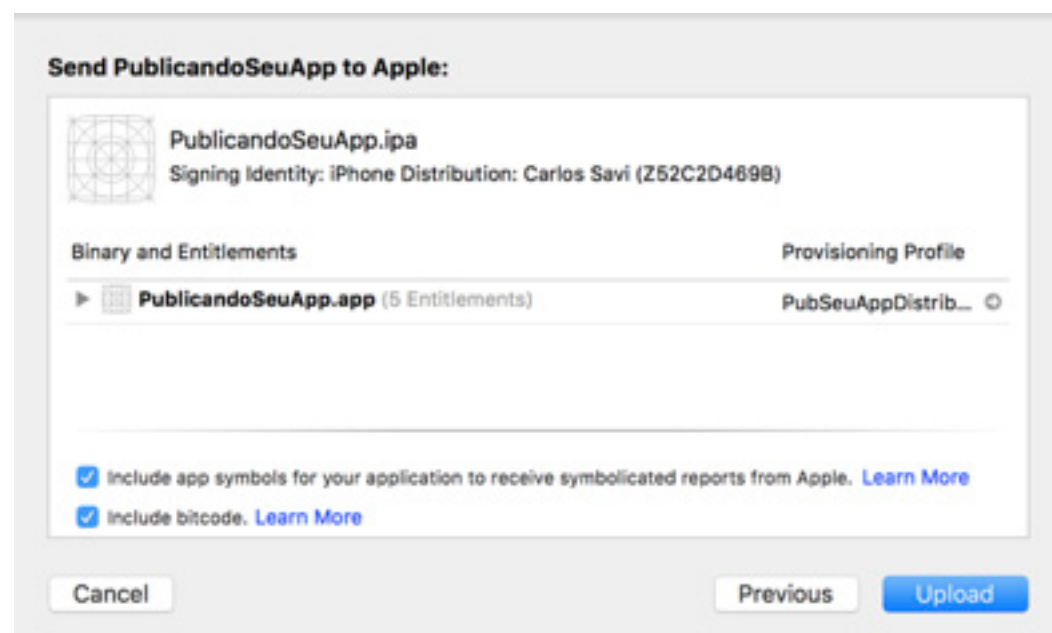 Send PublicandoSeuApp to Apple:
PublicandoSeuApp.ipa
Signing Identity: iPhone Distribution: Carlos Savi (Z52C2D469B)
Binary and Entitlements Provisioning Profile
PublicandoSeuApp.app (5 Entitlements) PubSeuAppDistrib...
Include app symbols for your application to receive symbolicated reports from Apple. Learn More
Include bitcode. Learn More
Cancel Previous Upload